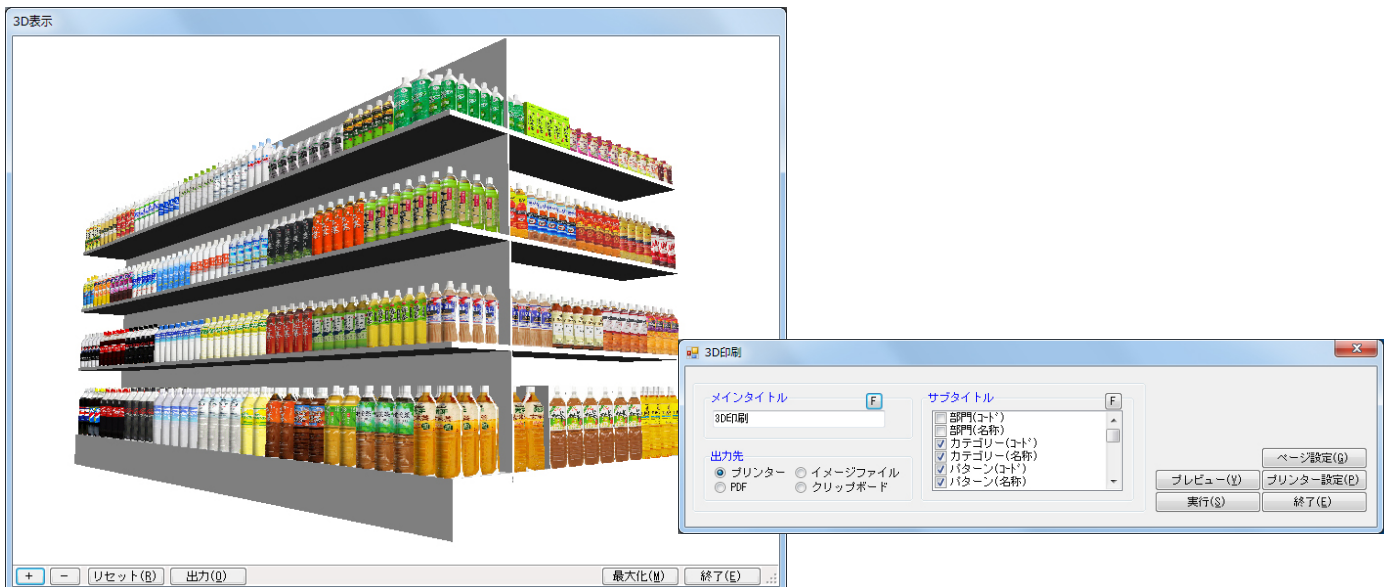 3D表示
+
−
リセット(R)
出力(O)
最大化(M)
終了(E)
3D印刷
メインタイトル
F
3D印刷
出力先
プリンター
イメージファイル
PDF
クリップボード
サブタイトル
F
部門(コード)
部門(名称)
カテゴリー(コード)
カテゴリー(名称)
パターン(コード)
パターン(名称)
ページ設定(G)
プレビュー(V)
プリンター設定(P)
実行(S)
終了(E)